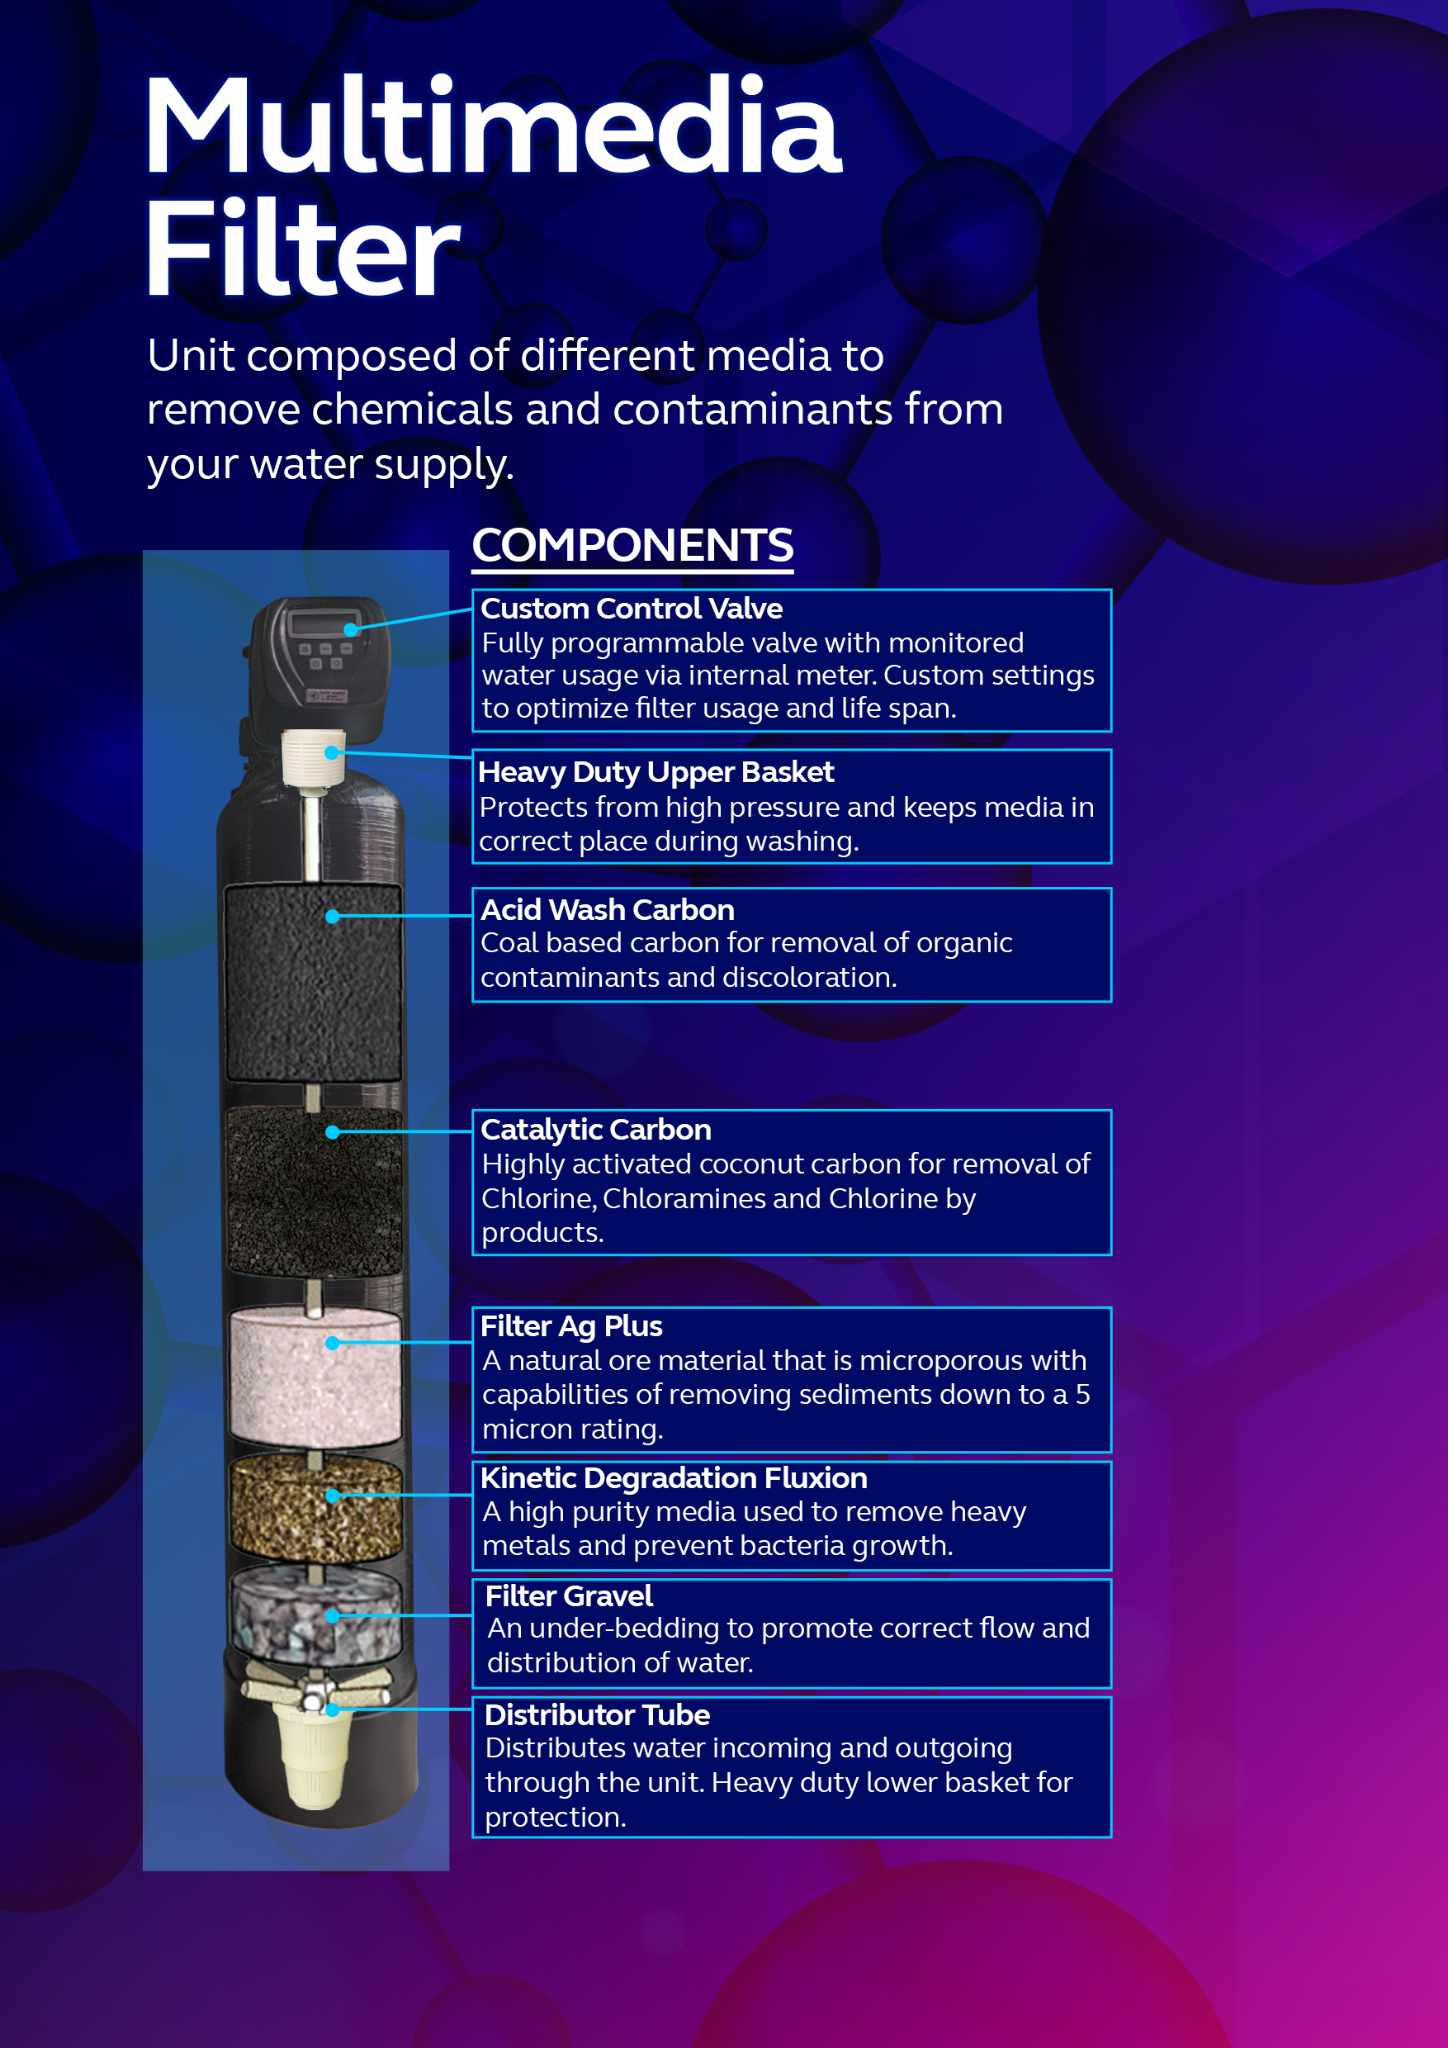 Multimedia
Filter
Unit composed of different media to
remove chemicals and contaminants from
your water supply.
COMPONENTS
Custom Control Valve
Fully programmable valve with monitored
water usage via internal meter. Custom settings
to optimize filter usage and life span.
Heavy Duty Upper Basket
Protects from high pressure and keeps media in
correct place during washing.
Acid Wash Carbon
Coal based carbon for removal of organic
contaminants and discoloration.
Catalytic Carbon
Highly activated coconut carbon for removal of
Chlorine, Chloramines and Chlorine by
products.
Filter Ag Plus
A natural ore material that is microporous with
capabilities of removing sediments down to a 5
micron rating.
Kinetic Degradation Fluxion
A high purity media used to remove heavy
metals and prevent bacteria growth.
Filter Gravel
An under-bedding to promote correct flow and
distribution of water.
Distributor Tube
Distributes water incoming and outgoing
through the unit. Heavy duty lower basket for
protection.